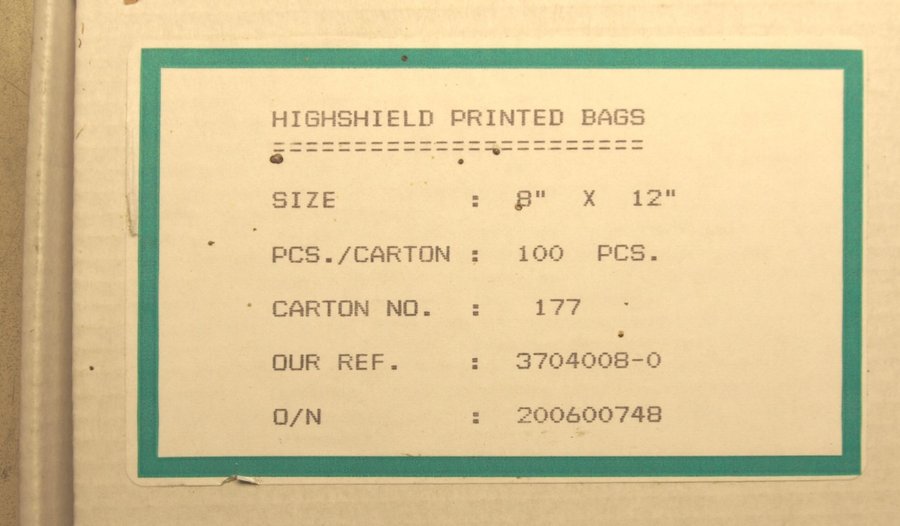 HIGHSHIELD PRINTED BAGS
=======================
SIZE : 8" X 12"
PCS./CARTON : 100 PCS.
CARTON NO. : 177
OUR REF. : 3704008-0
O/N : 200600748